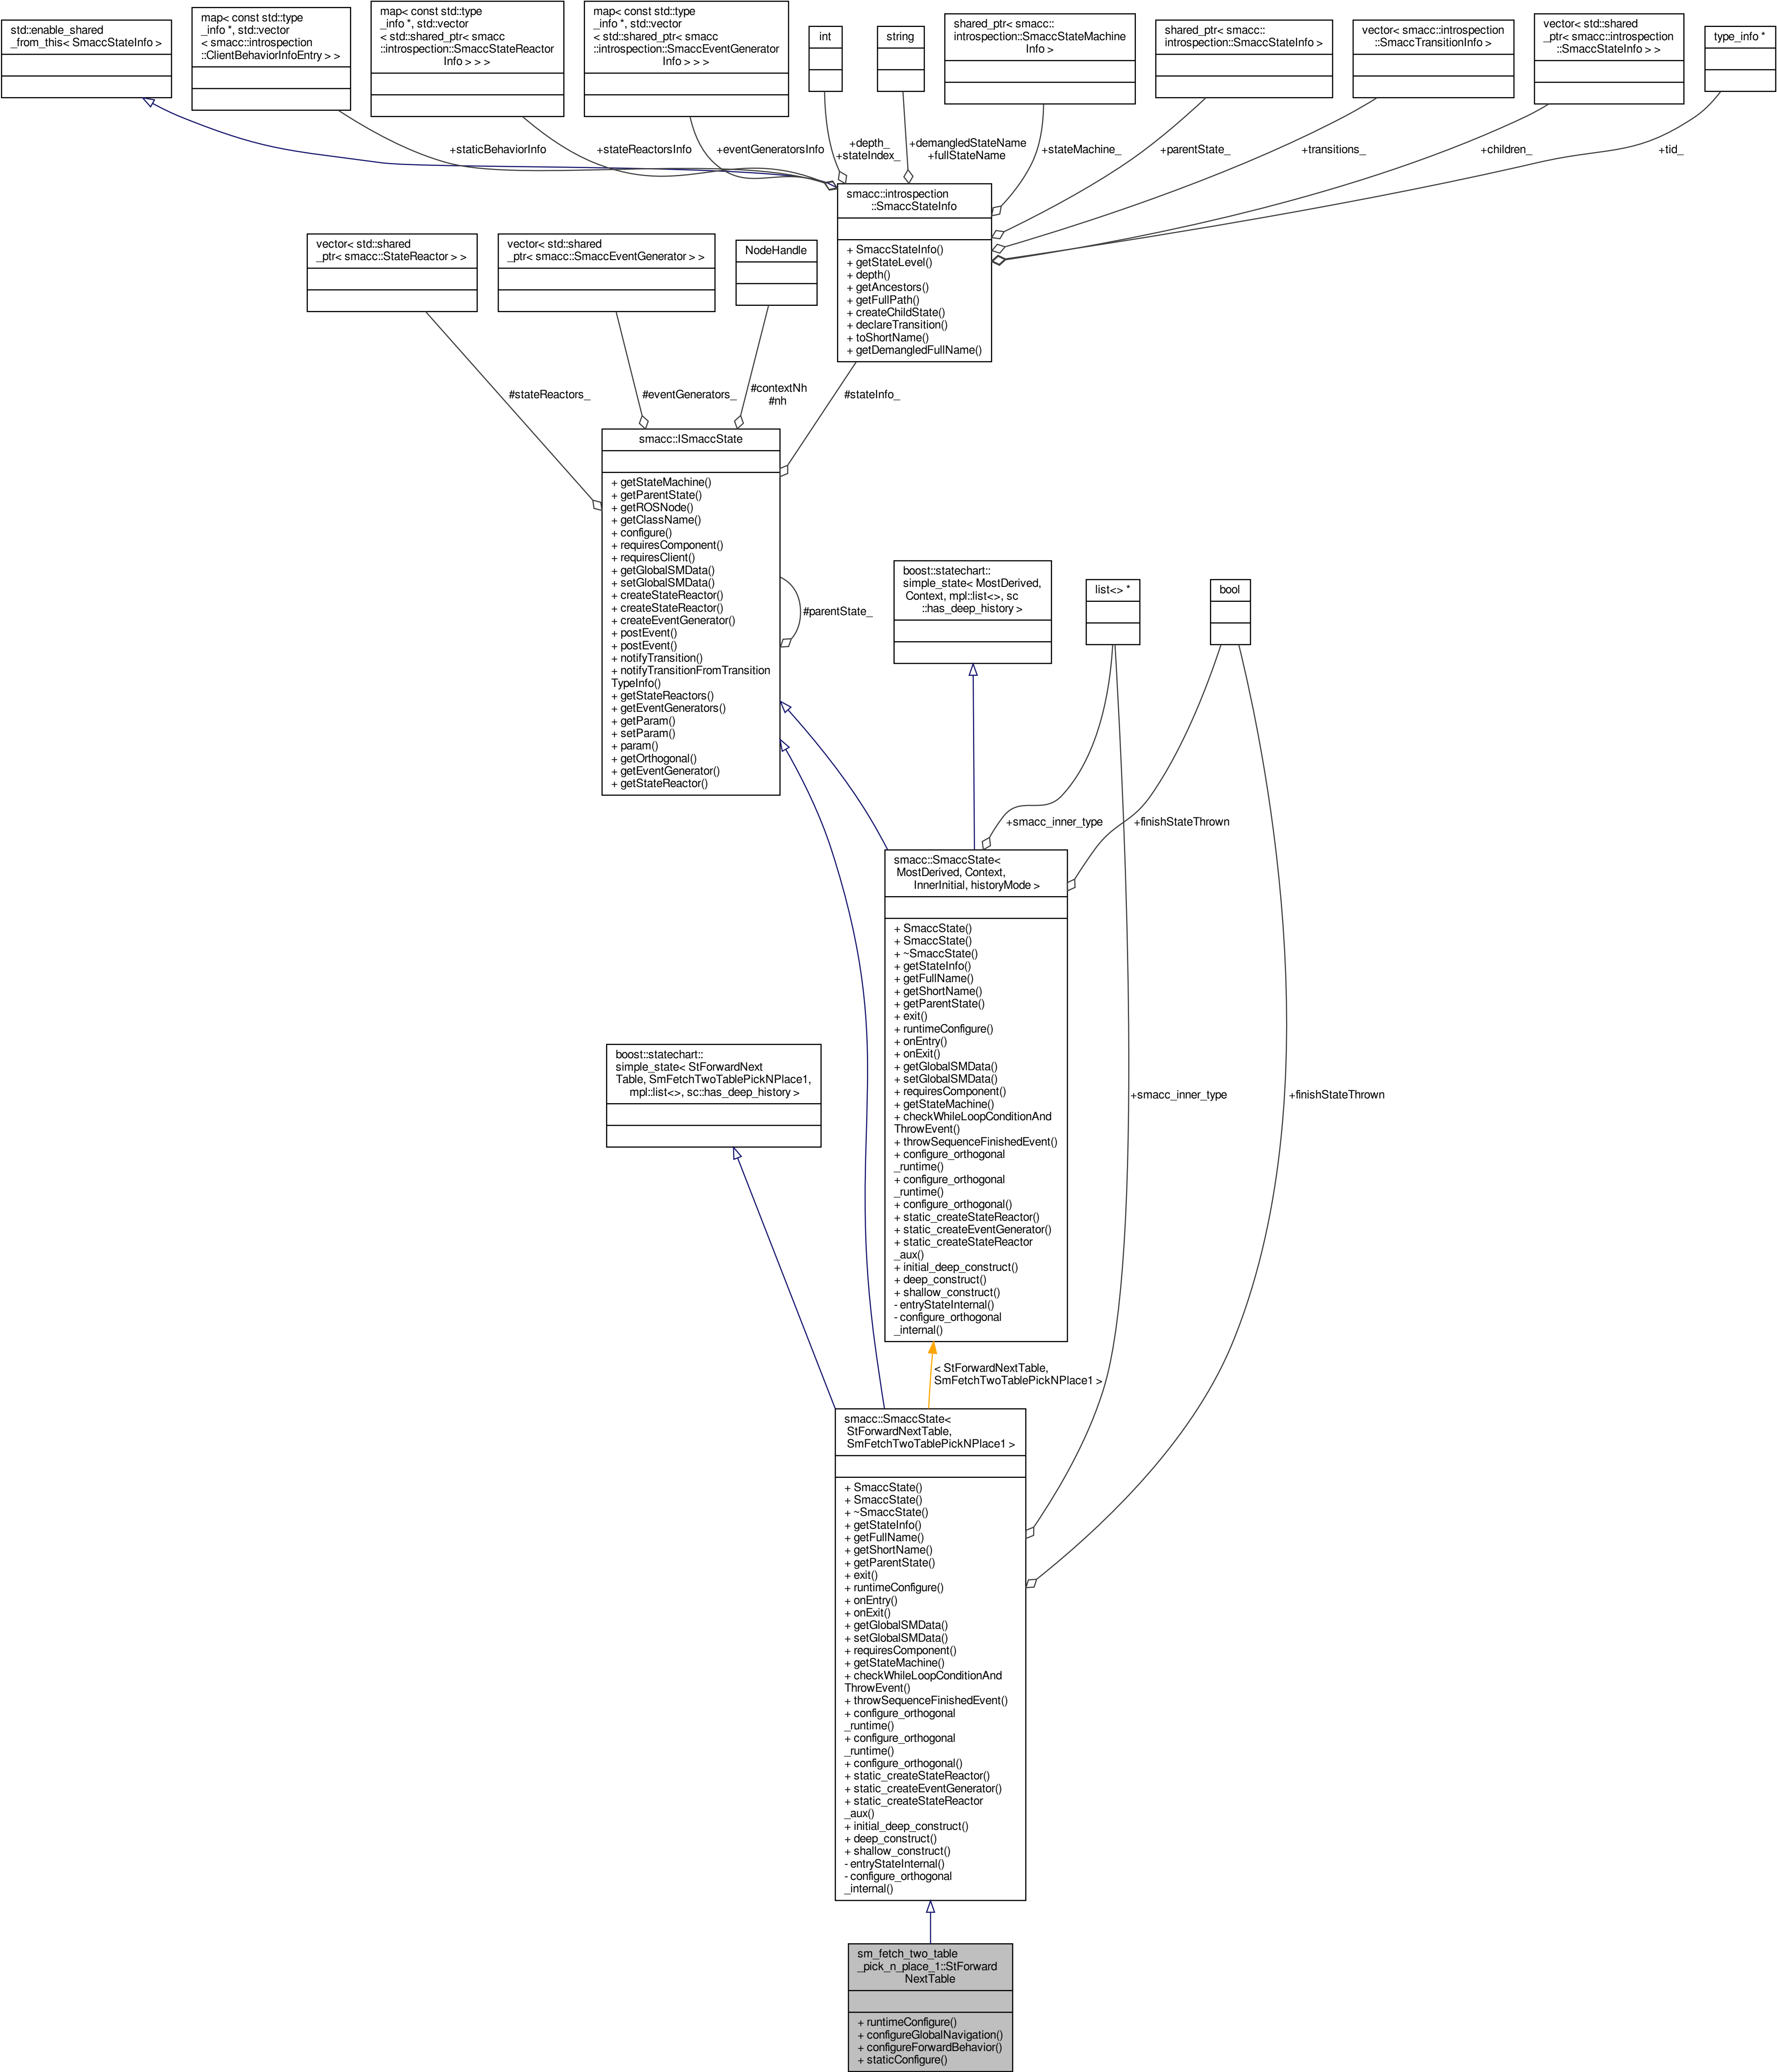 std::enable_shared
_from_this< SmaccStateInfo >
map< const std::type
_info *, std::vector
< smacc::introspection
::ClientBehaviorInfoEntry > >
map< const std::type
_info *, std::vector
< std::shared_ptr< smacc
::introspection::SmaccStateReactor
Info > > >
map< const std::type
_info *, std::vector
< std::shared_ptr< smacc
::introspection::SmaccEventGenerator
Info > > >
int
string
shared_ptr< smacc::
introspection::SmaccStateMachine
Info >
shared_ptr< smacc::
introspection::SmaccStateInfo >
vector< smacc::introspection
::SmaccTransitionInfo >
vector< std::shared
_ptr< smacc::introspection
::SmaccStateInfo > >
type_info *
+staticBehaviorInfo
+stateReactorsInfo
+eventGeneratorsInfo
+depth_
+stateIndex_
+demangledStateName
+fullStateName
+stateMachine_
+parentState_
+transitions_
+children_
+tid_
smacc::introspection
::SmaccStateInfo
+ SmaccStateInfo()
+ getStateLevel()
+ depth()
+ getAncestors()
+ getFullPath()
+ createChildState()
+ declareTransition()
+ toShortName()
+ getDemangledFullName()
vector< std::shared
_ptr< smacc::StateReactor > >
vector< std::shared
_ptr< smacc::SmaccEventGenerator > >
NodeHandle
#stateReactors_
#eventGenerators_
#contextNh
#nh
#stateInfo_
smacc::ISmaccState
+ getStateMachine()
+ getParentState()
+ getROSNode()
+ getClassName()
+ configure()
+ requiresComponent()
+ requiresClient()
+ getGlobalSMData()
+ setGlobalSMData()
+ createStateReactor()
+ createStateReactor()
+ createEventGenerator()
+ postEvent()
+ postEvent()
+ notifyTransition()
+ notifyTransitionFromTransition
TypeInfo()
+ getStateReactors()
+ getEventGenerators()
+ getParam()
+ setParam()
+ param()
+ getOrthogonal()
+ getEventGenerator()
+ getStateReactor()
#parentState_
boost::statechart::
simple_state< MostDerived,
Context, mpl::list<>, sc
::has_deep_history >
list<> *
bool
+smacc_inner_type
+finishStateThrown
smacc::SmaccState<
MostDerived, Context,
InnerInitial, historyMode >
+ SmaccState()
+ SmaccState()
+ ~SmaccState()
+ getStateInfo()
+ getFullName()
+ getShortName()
+ getParentState()
+ exit()
+ runtimeConfigure()
+ onEntry()
+ onExit()
+ getGlobalSMData()
+ setGlobalSMData()
+ requiresComponent()
+ getStateMachine()
+ checkWhileLoopConditionAnd
ThrowEvent()
+ throwSequenceFinishedEvent()
+ configure_orthogonal
_runtime()
+ configure_orthogonal
_runtime()
+ configure_orthogonal()
+ static_createStateReactor()
+ static_createEventGenerator()
+ static_createStateReactor
_aux()
+ initial_deep_construct()
+ deep_construct()
+ shallow_construct()
- entryStateInternal()
- configure_orthogonal
_internal()
boost::statechart::
simple_state< StForwardNext
Table, SmFetchTwoTablePickNPlace1,
mpl::list<>, sc::has_deep_history >
+smacc_inner_type
+finishStateThrown
< StForwardNextTable,
SmFetchTwoTablePickNPlace1 >
smacc::SmaccState<
StForwardNextTable,
SmFetchTwoTablePickNPlace1 >
+ SmaccState()
+ SmaccState()
+ ~SmaccState()
+ getStateInfo()
+ getFullName()
+ getShortName()
+ getParentState()
+ exit()
+ runtimeConfigure()
+ onEntry()
+ onExit()
+ getGlobalSMData()
+ setGlobalSMData()
+ requiresComponent()
+ getStateMachine()
+ checkWhileLoopConditionAnd
ThrowEvent()
+ throwSequenceFinishedEvent()
+ configure_orthogonal
_runtime()
+ configure_orthogonal
_runtime()
+ configure_orthogonal()
+ static_createStateReactor()
+ static_createEventGenerator()
+ static_createStateReactor
_aux()
+ initial_deep_construct()
+ deep_construct()
+ shallow_construct()
- entryStateInternal()
- configure_orthogonal
_internal()
sm_fetch_two_table
_pick_n_place_1::StForward
NextTable
+ runtimeConfigure()
+ configureGlobalNavigation()
+ configureForwardBehavior()
+ staticConfigure()